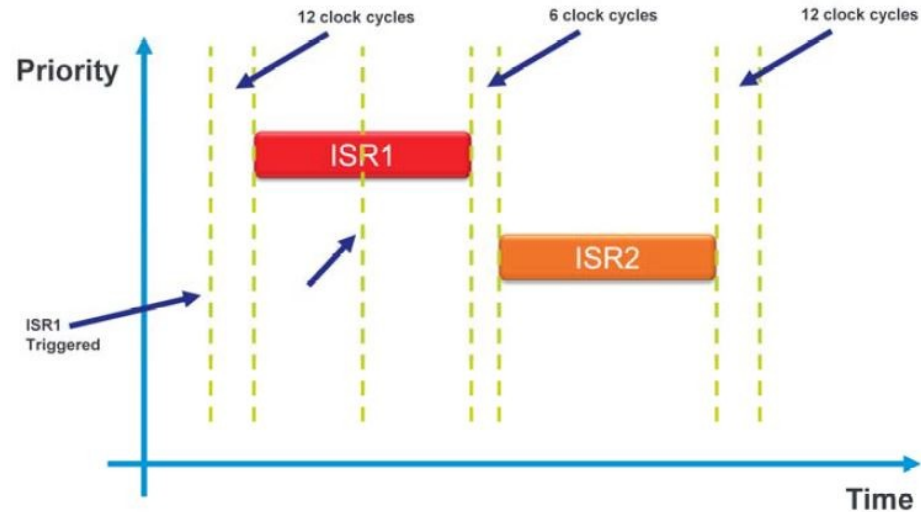 12 clock cycles
6 clock cycles
12 clock cycles
Priority
ISR1
ISR2
ISR1
Triggered
Time